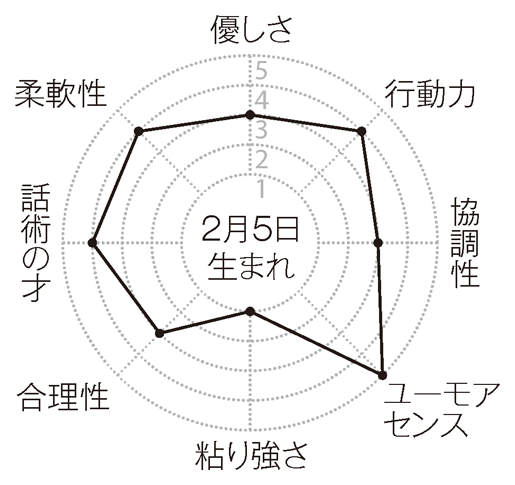 優しさ
5
4
3
2
1
柔軟性
行動力
話術の才
2月5日
生まれ
協調性
合理性
ユーモア
センス
粘り強さ